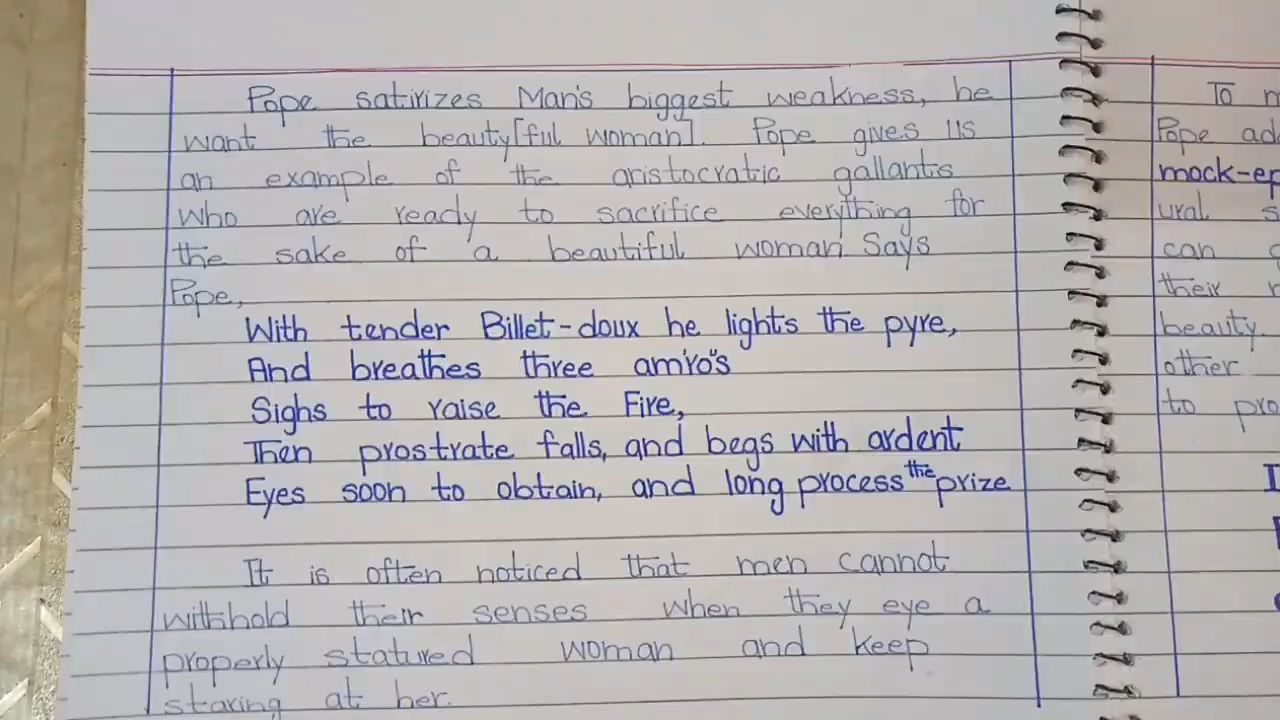 Pope satirizes Man's biggest weakness, he
want the beauty[ful woman]. Pope gives us
an example of the aristocratic gallants
who are ready to sacrifice everything for
the sake of a beautiful woman. Says
Pope,
With tender Billet-doux he lights the pyre,
And breathes three amro's
Sighs to raise the Fire,
Then prostrate falls, and begs with ardent
Eyes soon to obtain, and long process the prize
It is often noticed that men cannot
withhold their senses when they eye a
properly statured woman and keep
staring at her.
To
Pope
mock-ep
ural
can
their
beauty.
other
to pro